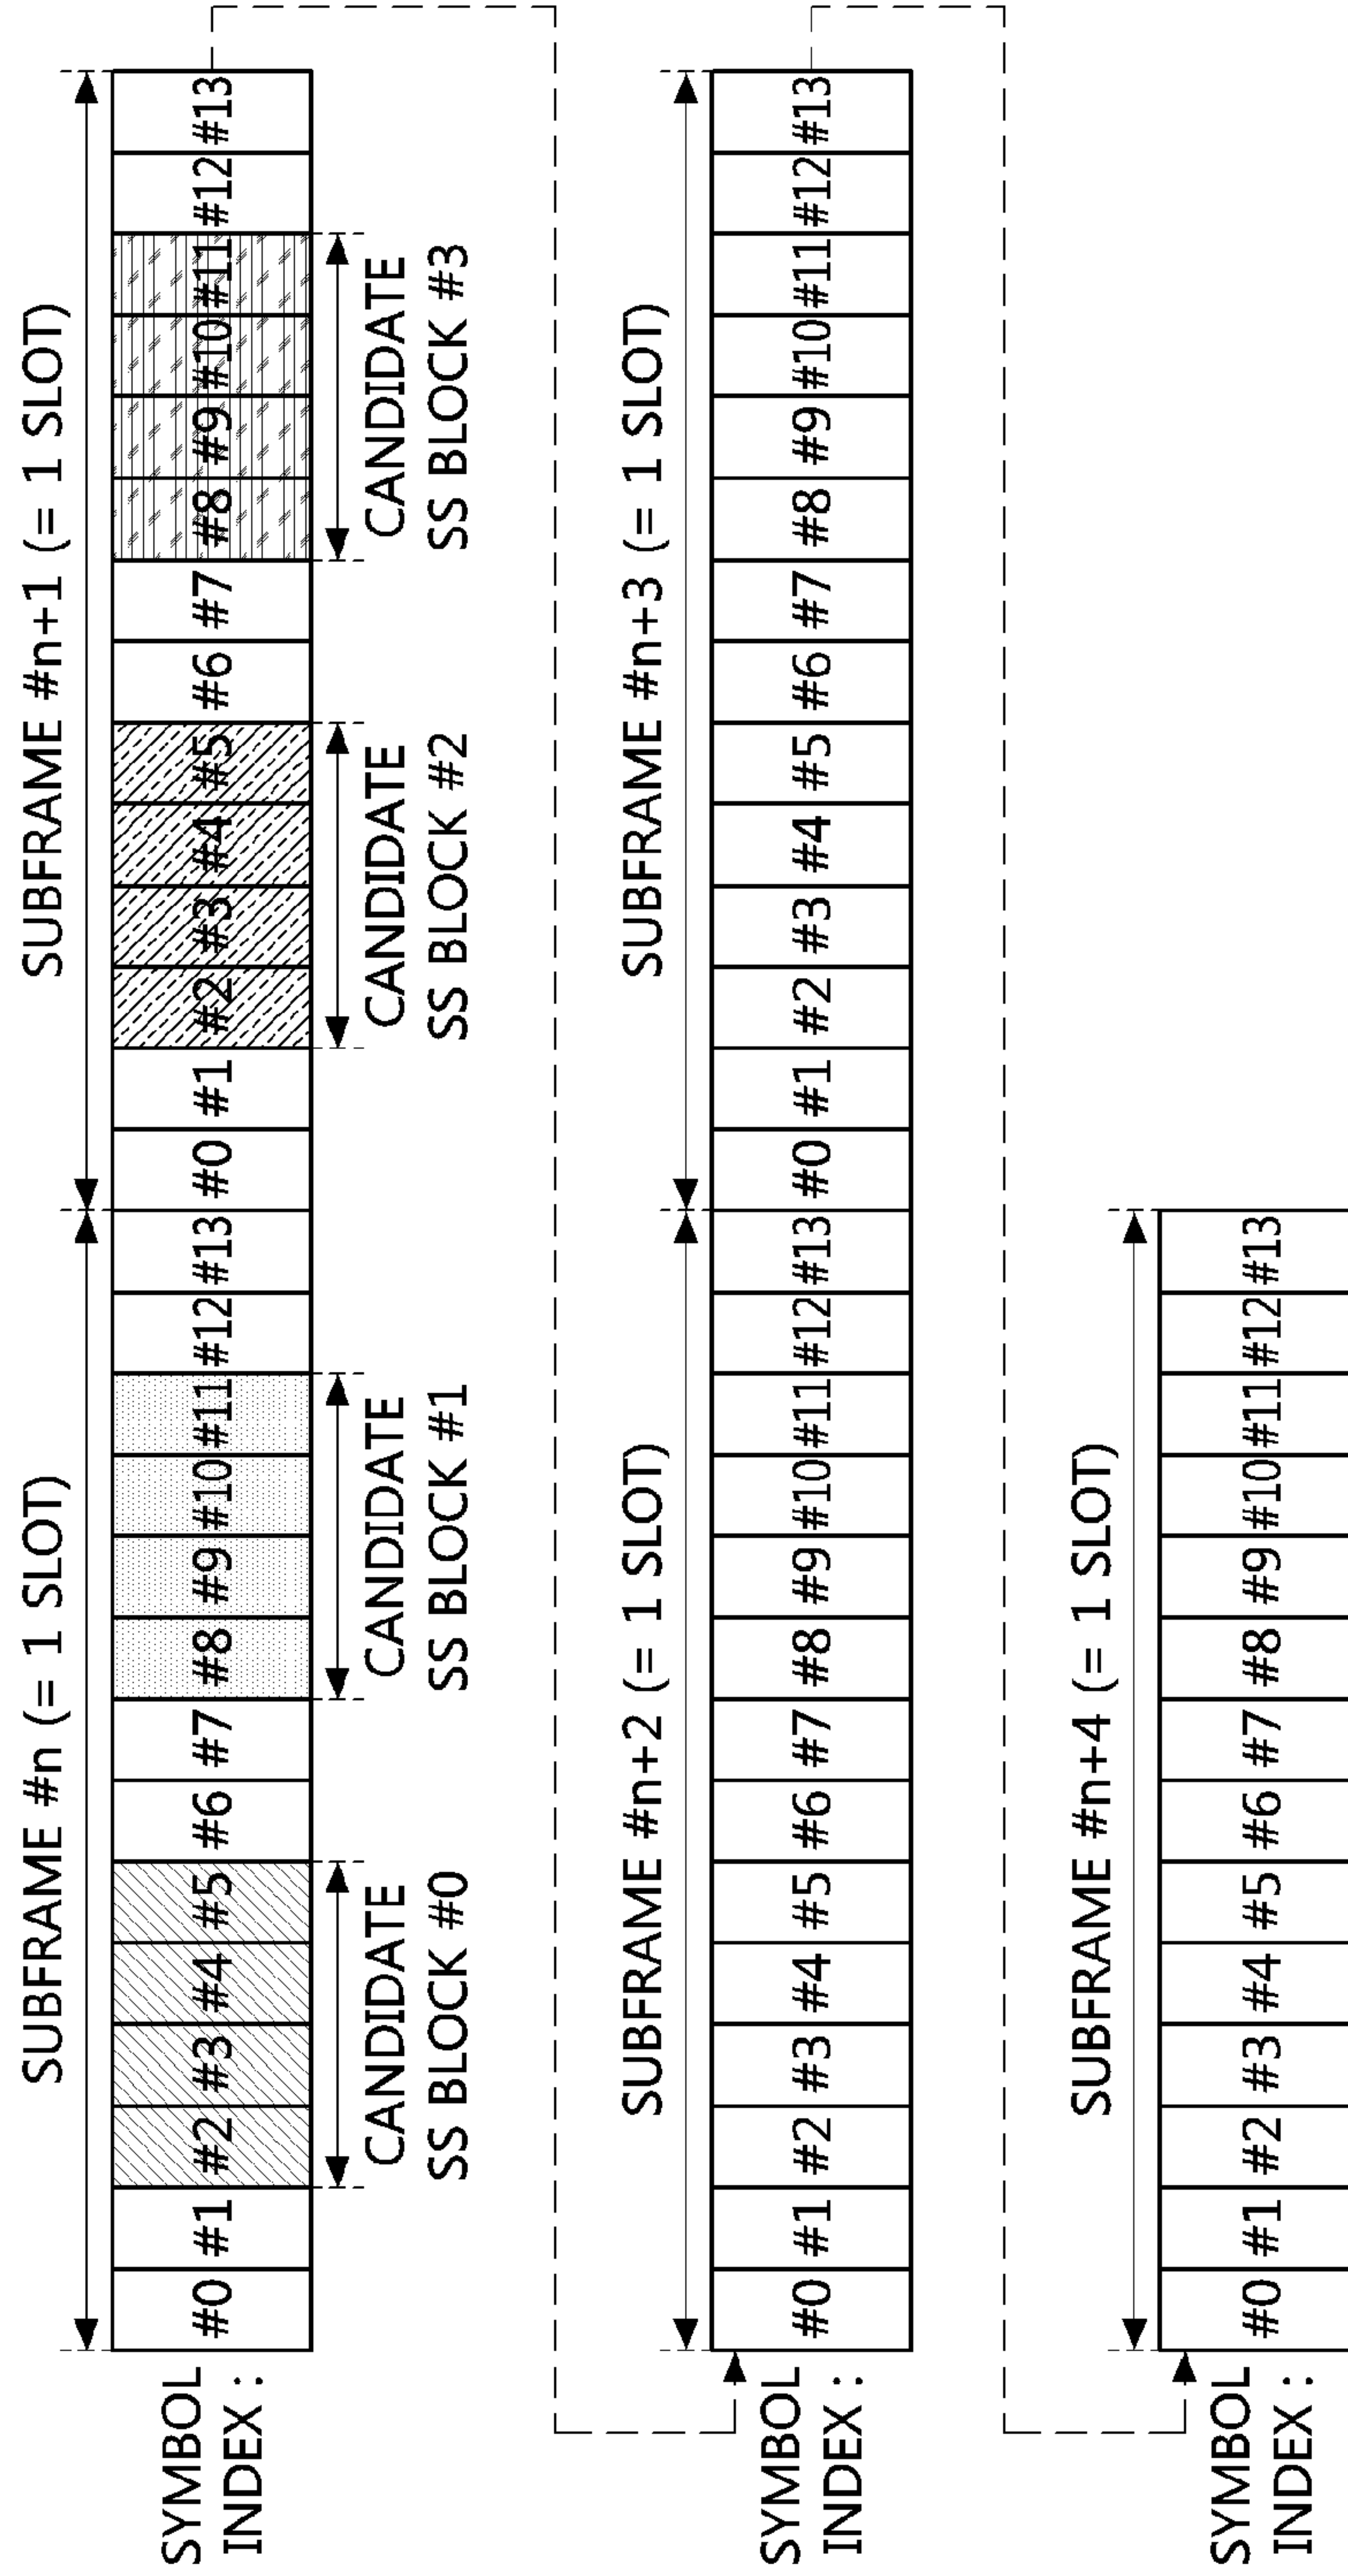 SUBFRAME #n (= 1 SLOT) SUBFRAME #n+1 (= 1 SLOT)
SYMBOL
INDEX : #0 #1 #2 #3 #4 #5 #6 #7 #8 #9 #10 #11 #12 #13 #0 #1 #2 #3 #4 #5 #6 #7 #8 #9 #10 #11 #12 #13
CANDIDATE CANDIDATE CANDIDATE CANDIDATE
SS BLOCK #0 SS BLOCK #1 SS BLOCK #2 SS BLOCK #3
SUBFRAME #n+2 (= 1 SLOT) SUBFRAME #n+3 (= 1 SLOT)
SYMBOL
INDEX : #0 #1 #2 #3 #4 #5 #6 #7 #8 #9 #10 #11 #12 #13 #0 #1 #2 #3 #4 #5 #6 #7 #8 #9 #10 #11 #12 #13
SUBFRAME #n+4 (= 1 SLOT)
SYMBOL
INDEX : #0 #1 #2 #3 #4 #5 #6 #7 #8 #9 #10 #11 #12 #13